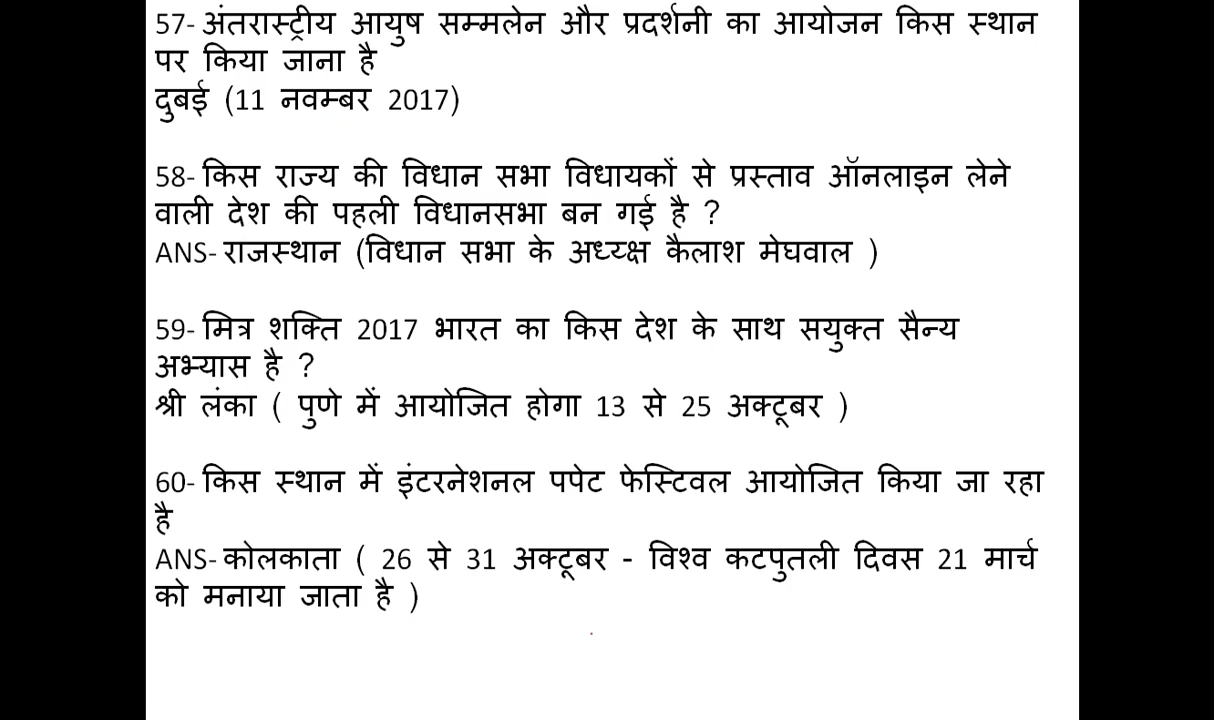 57- अंतरास्ट्रीय आयुष सम्मलेन और प्रदर्शनी का आयोजन किस स्थान
पर किया जाना है
दुबई (11 नवम्बर 2017)
58- किस राज्य की विधान सभा विधायकों से प्रस्ताव ऑनलाइन लेने
वाली देश की पहली विधानसभा बन गई है ?
ANS- राजस्थान (विधान सभा के अध्य्क्ष कैलाश मेघवाल )
59- मित्र शक्ति 2017 भारत का किस देश के साथ सयुक्त सैन्य
अभ्यास है ?
श्री लंका ( पुणे में आयोजित होगा 13 से 25 अक्टूबर )
60- किस स्थान में इंटरनेशनल पपेट फेस्टिवल आयोजित किया जा रहा
है
ANS- कोलकाता ( 26 से 31 अक्टूबर - विश्व कटपुतली दिवस 21 मार्च
को मनाया जाता है )